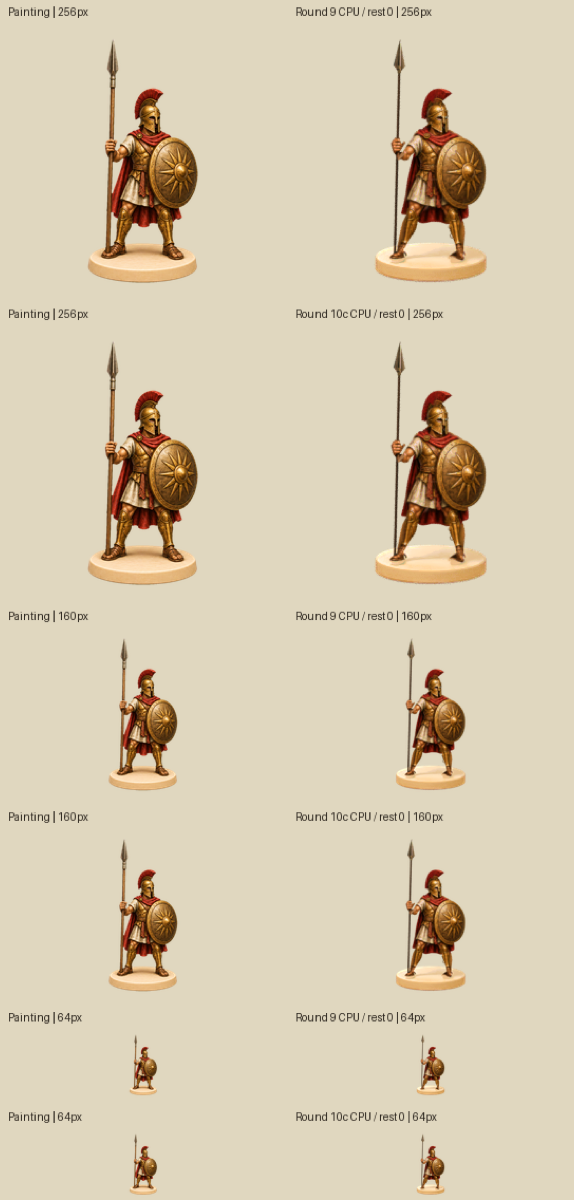 Painting | 256px
Round 9 CPU / rest0 | 256px
Painting | 256px
Round 10c CPU / rest0 | 256px
Painting | 160px
Round 9 CPU / rest0 | 160px
Painting | 160px
Round 10c CPU / rest0 | 160px
Painting | 64px
Round 9 CPU / rest0 | 64px
Painting | 64px
Round 10c CPU / rest0 | 64px